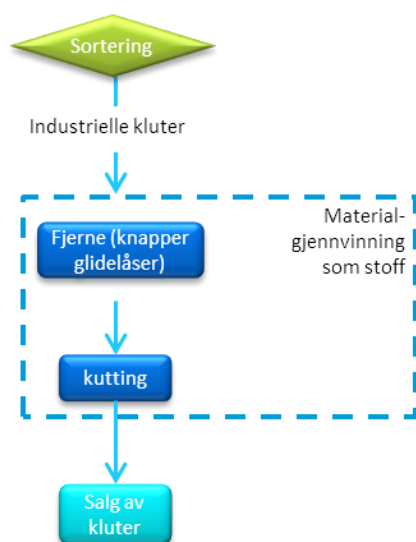 Sortering
Industrielle kluter
Material-
gjennvinning
som stoff
Fjerne (knapper
glidelåser)
kutting
Salg av
kluter